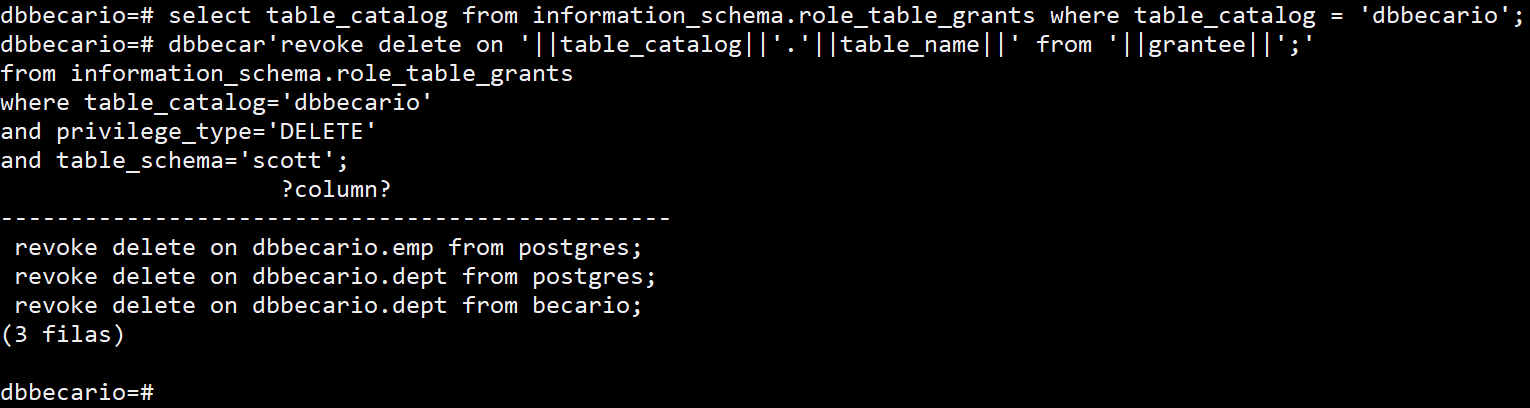 dbbecario=# select table_catalog from information_schema.role_table_grants where table_catalog = 'dbbecario';
dbbecario=# dbbecar'revoke delete on '||table_catalog||'.'||table_name||' from '||grantee||';'
from information_schema.role_table_grants
where table_catalog='dbbecario'
and privilege_type='DELETE'
and table_schema='scott';
?column?
------------------------------------------------
revoke delete on dbbecario.emp from postgres;
revoke delete on dbbecario.dept from postgres;
revoke delete on dbbecario.dept from becario;
(3 filas)
dbbecario=#